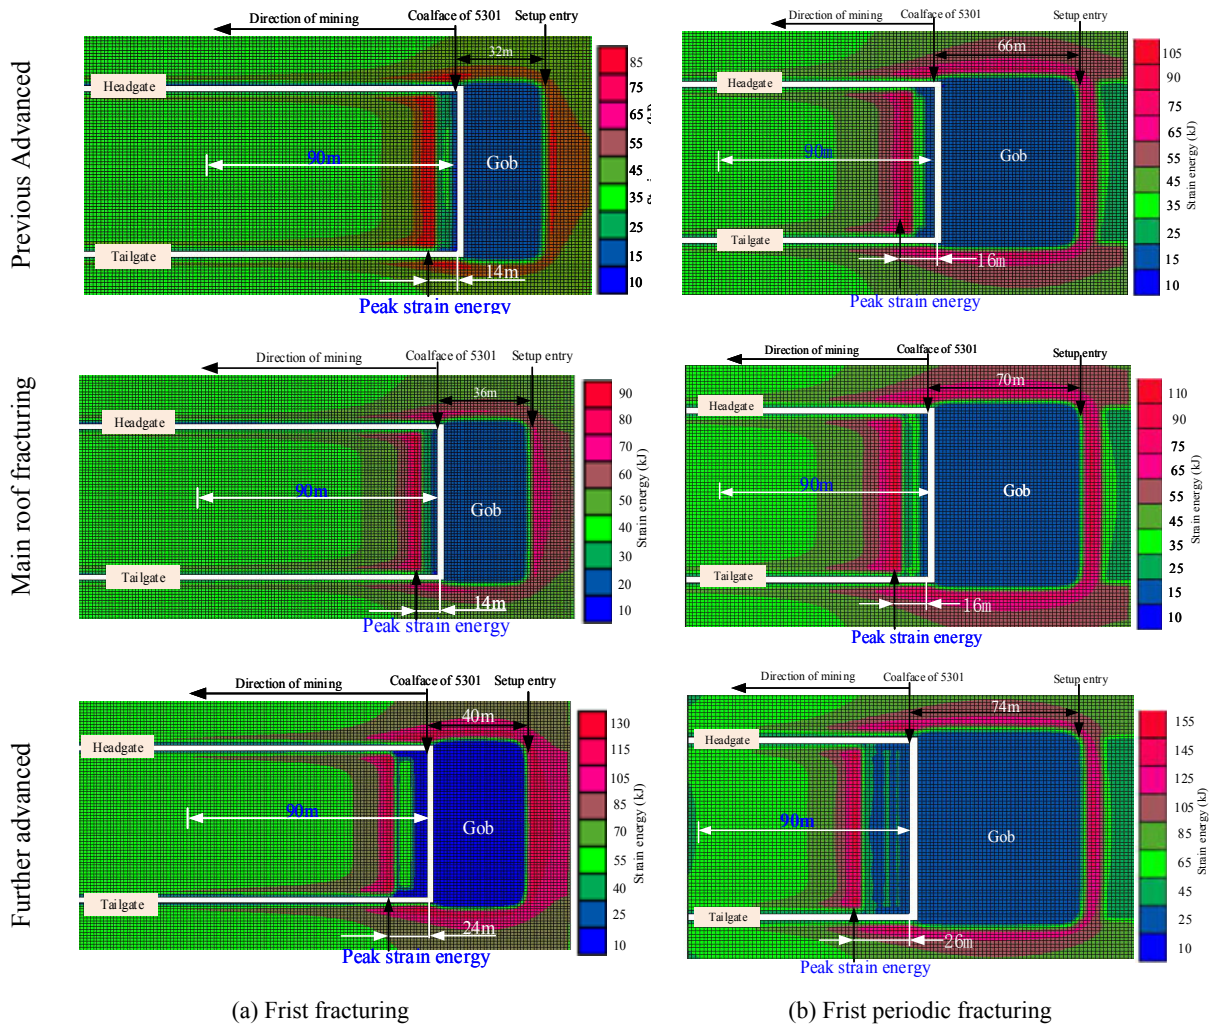 Previous Advanced
Direction of mining
Coalface of 5301
Setup entry
32m
Headgate
90m
Gob
Tailgate
14m
Peak strain energy
85
75
65
55
45
35
25
15
10
Direction of mining
Coalface of 5301
Setup entry
66m
Headgate
90m
Gob
Tailgate
16m
Peak strain energy
105
90
75
65
55
45
35
25
15
10
Strain energy (kJ)
Main roof fracturing
Direction of mining
Coalface of 5301
Setup entry
36m
Headgate
90m
Gob
Tailgate
14m
Peak strain energy
90
80
70
60
50
40
30
20
10
Strain energy (kJ)
Direction of mining
Coalface of 5301
Setup entry
70m
Headgate
90m
Gob
Tailgate
16m
Peak strain energy
110
90
75
65
55
45
35
25
15
10
Strain energy (kJ)
Further advanced
Direction of mining
Coalface of 5301
Setup entry
40m
Headgate
90m
Gob
Tailgate
24m
Peak strain energy
130
115
105
85
70
55
40
25
10
Strain energy (kJ)
Direction of mining
Coalface of 5301
Setup entry
74m
Headgate
90m
Gob
Tailgate
26m
Peak strain energy
155
145
125
105
85
65
45
25
10
Strain energy (kJ)
(a) Frist fracturing
(b) Frist periodic fracturing